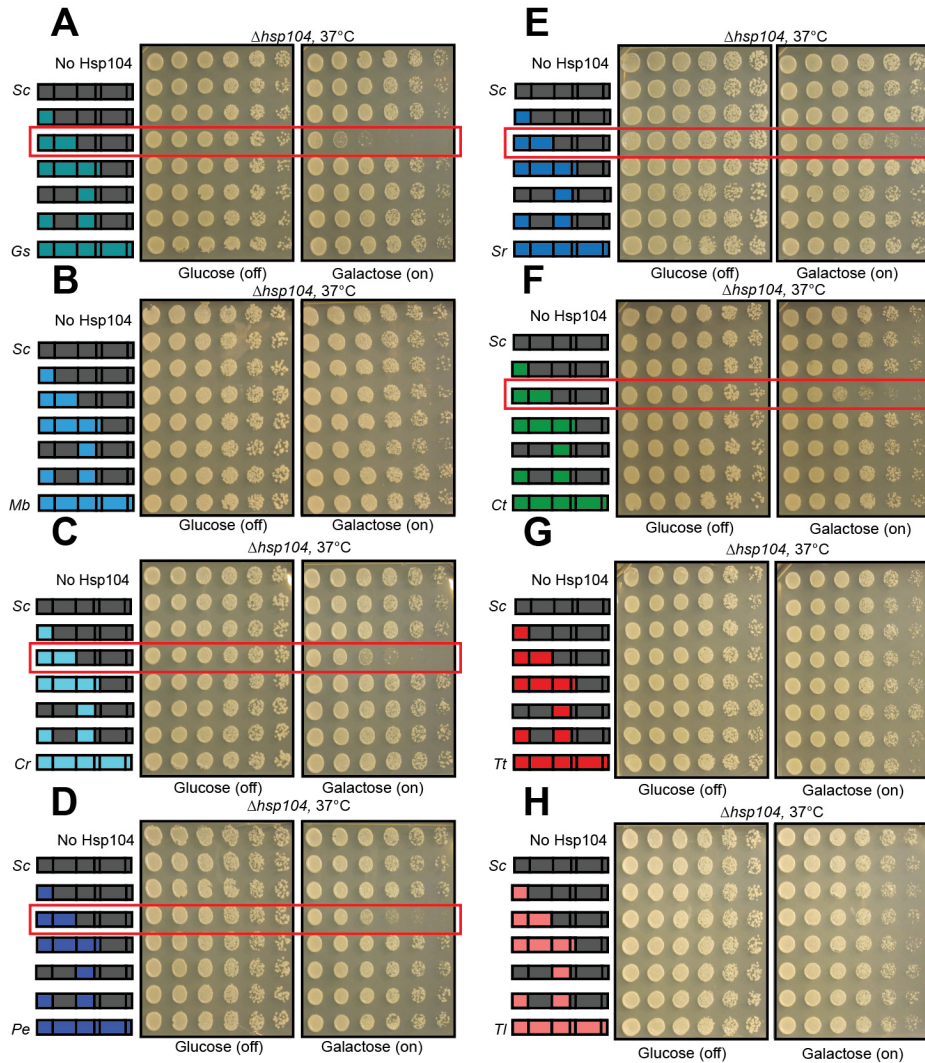 A
Δhsp104, 37°C
No Hsp104
Sc
Gs
Glucose (off)
Galactose (on)
B
Δhsp104, 37°C
No Hsp104
Sc
Mb
Glucose (off)
Galactose (on)
C
Δhsp104, 37°C
No Hsp104
Sc
Cr
Glucose (off)
Galactose (on)
D
Δhsp104, 37°C
No Hsp104
Sc
Pe
Glucose (off)
Galactose (on)
E
Δhsp104, 37°C
No Hsp104
Sc
Sr
Glucose (off)
Galactose (on)
F
Δhsp104, 37°C
No Hsp104
Sc
Ct
Glucose (off)
Galactose (on)
G
Δhsp104, 37°C
No Hsp104
Sc
Tt
Glucose (off)
Galactose (on)
H
Δhsp104, 37°C
No Hsp104
Sc
Tl
Glucose (off)
Galactose (on)